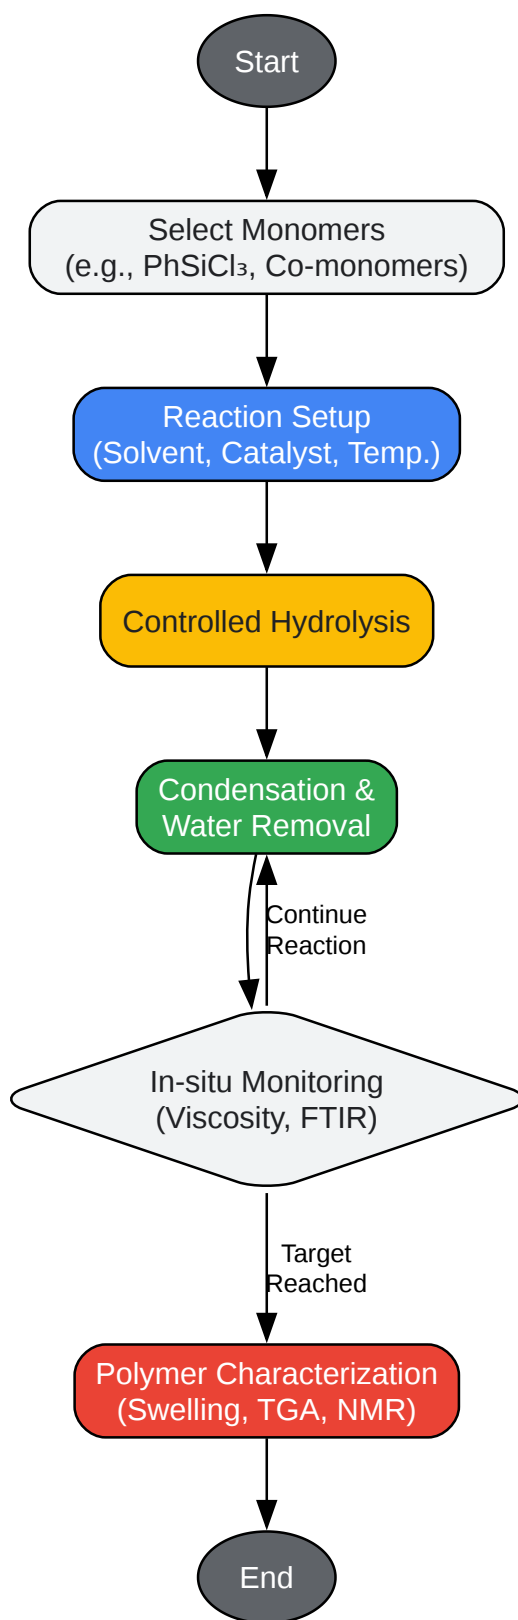 Start
Select Monomers
(e.g., PhSiCl₃, Co-monomers)
Reaction Setup
(Solvent, Catalyst, Temp.)
Controlled Hydrolysis
Condensation &
Water Removal
Continue
Reaction
In-situ Monitoring
(Viscosity, FTIR)
Target
Reached
Polymer Characterization
(Swelling, TGA, NMR)
End